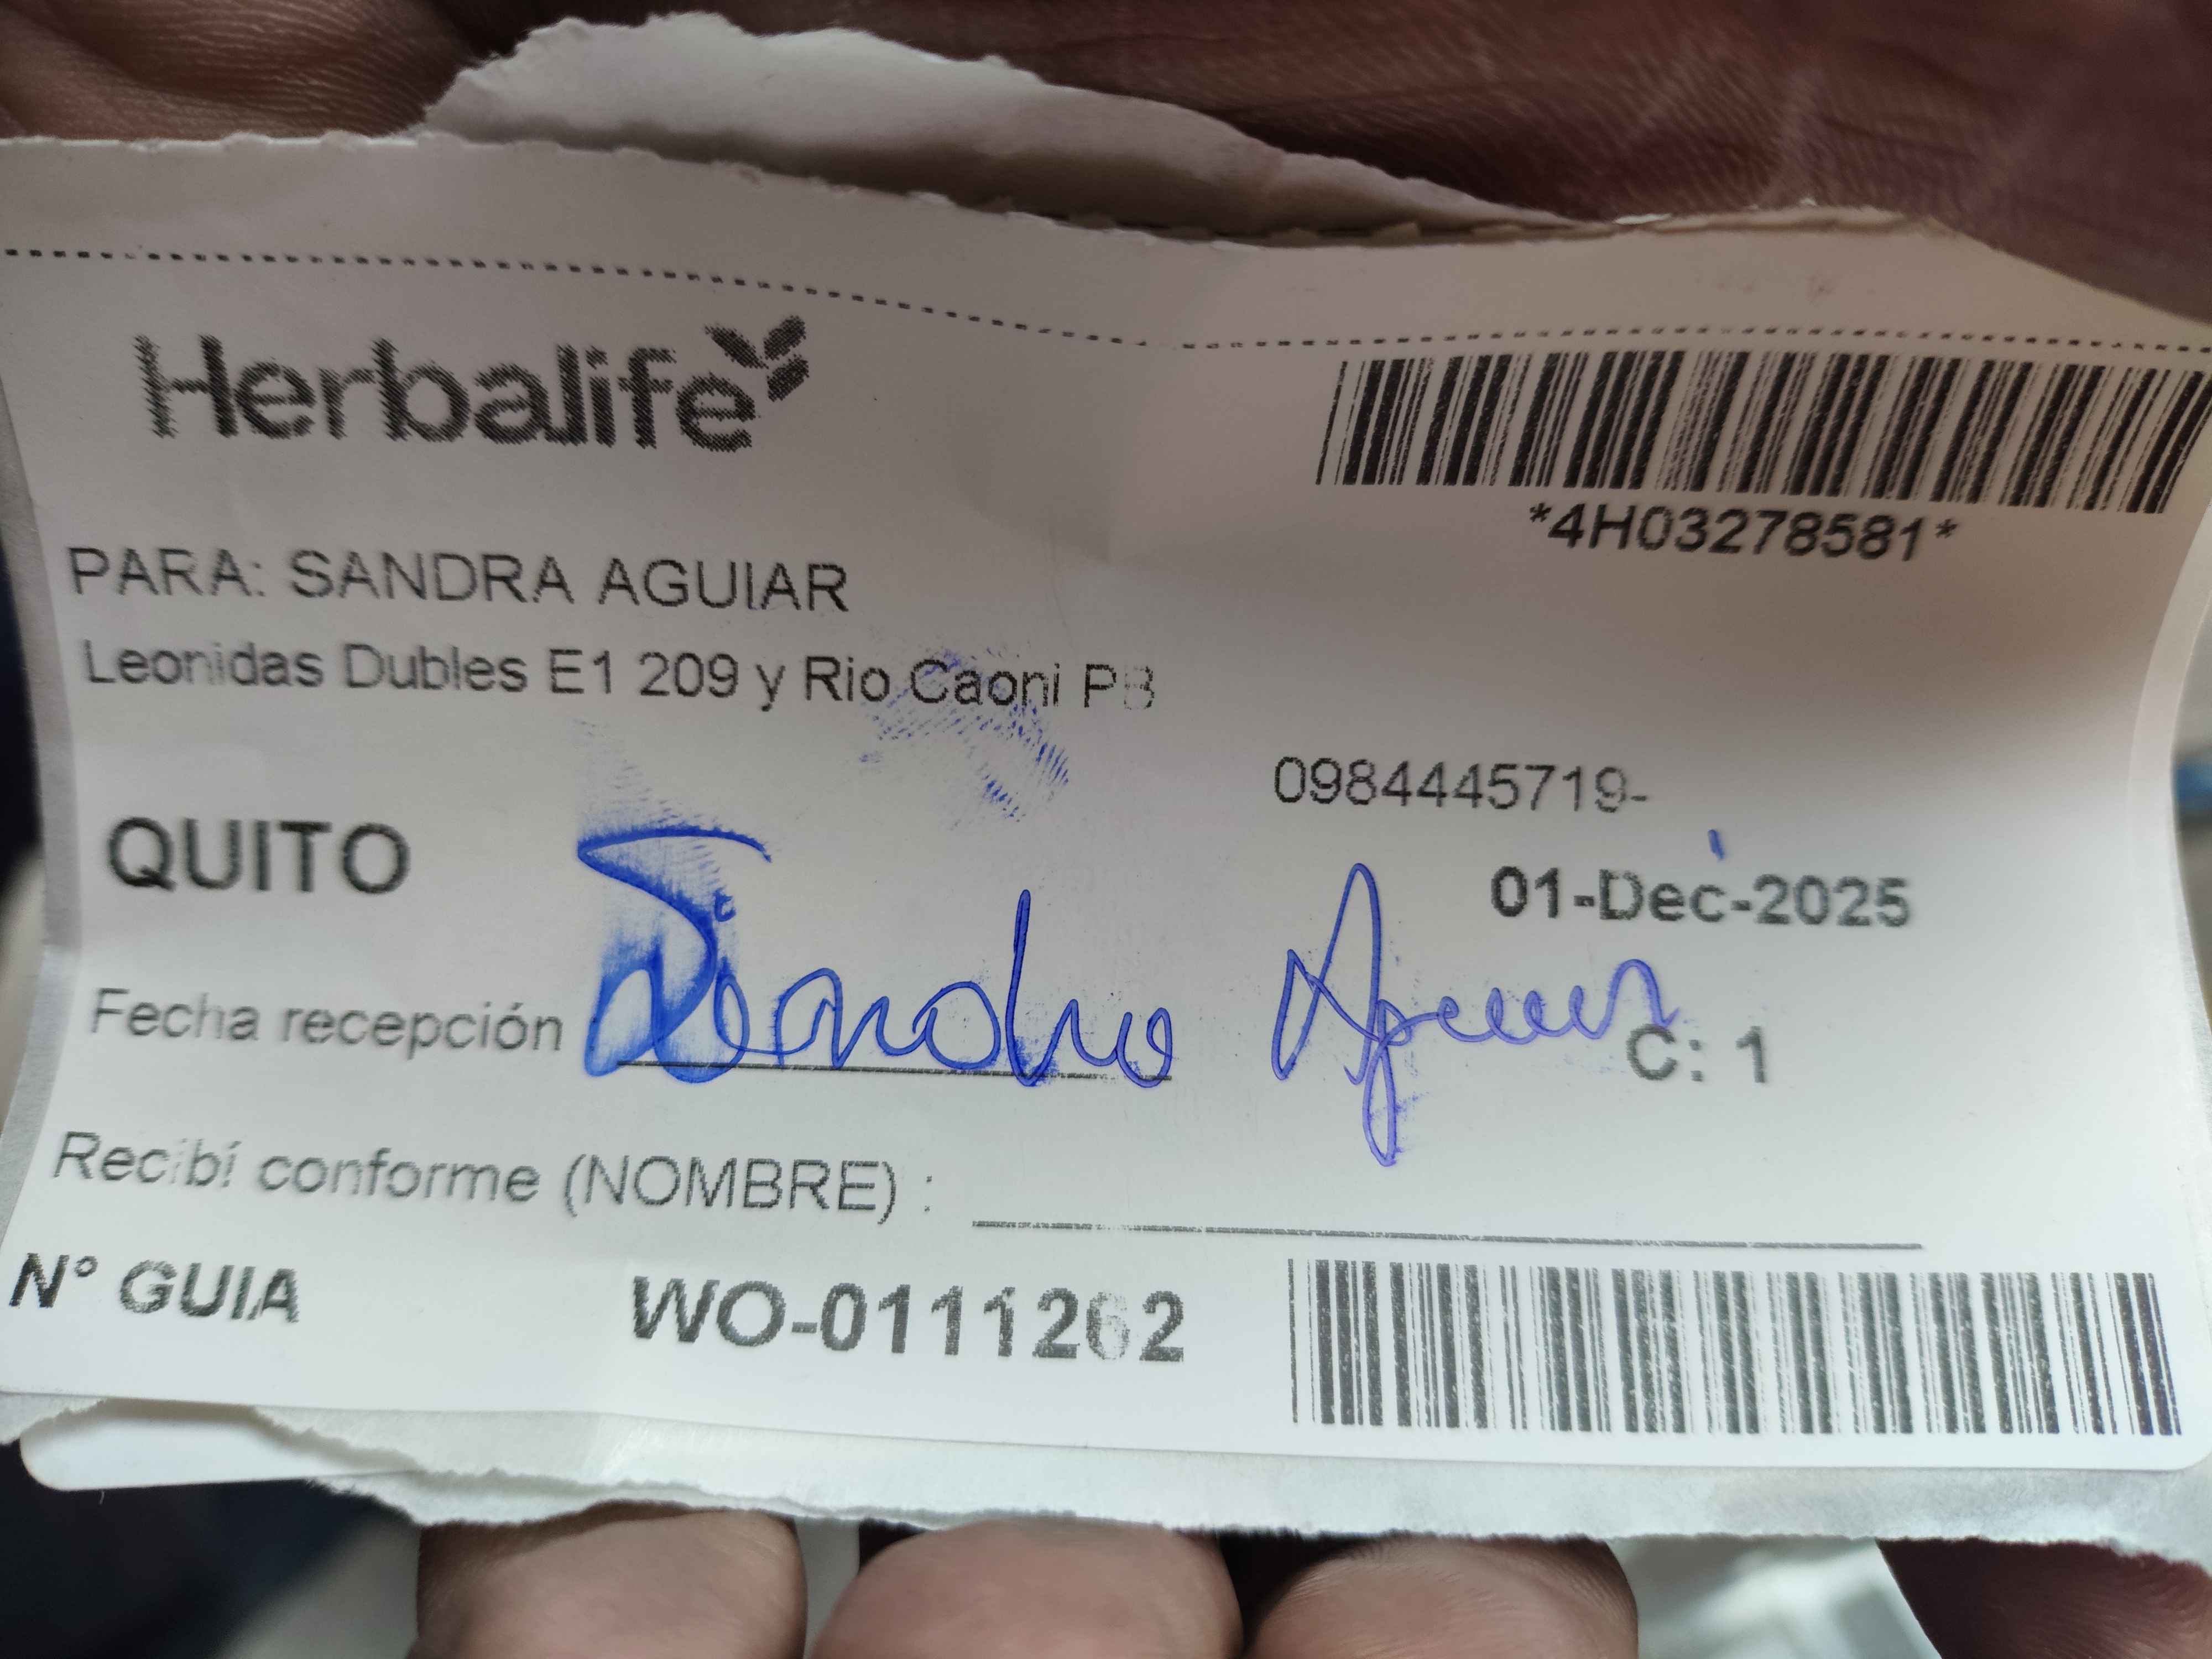 Herbalife
*4H03278581*
PARA: SANDRA AGUIAR
Leonidas Dubles E1 209 y Rio Caoni PB
0984445719-
QUITO
01-Dec-2025
Fecha recepción Sandra Aguiar
C: 1
Recibí conforme (NOMBRE) :
N° GUIA WO-0111262